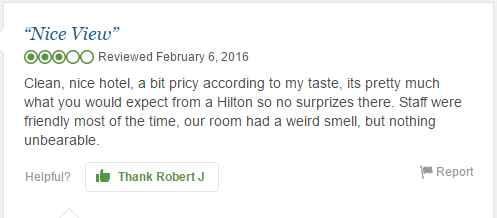 “Nice View”
Reviewed February 6, 2016
Clean, nice hotel, a bit pricy according to my taste, its pretty much
what you would expect from a Hilton so no surprizes there. Staff were
friendly most of the time, our room had a weird smell, but nothing
unbearable.
Helpful? Thank Robert J Report